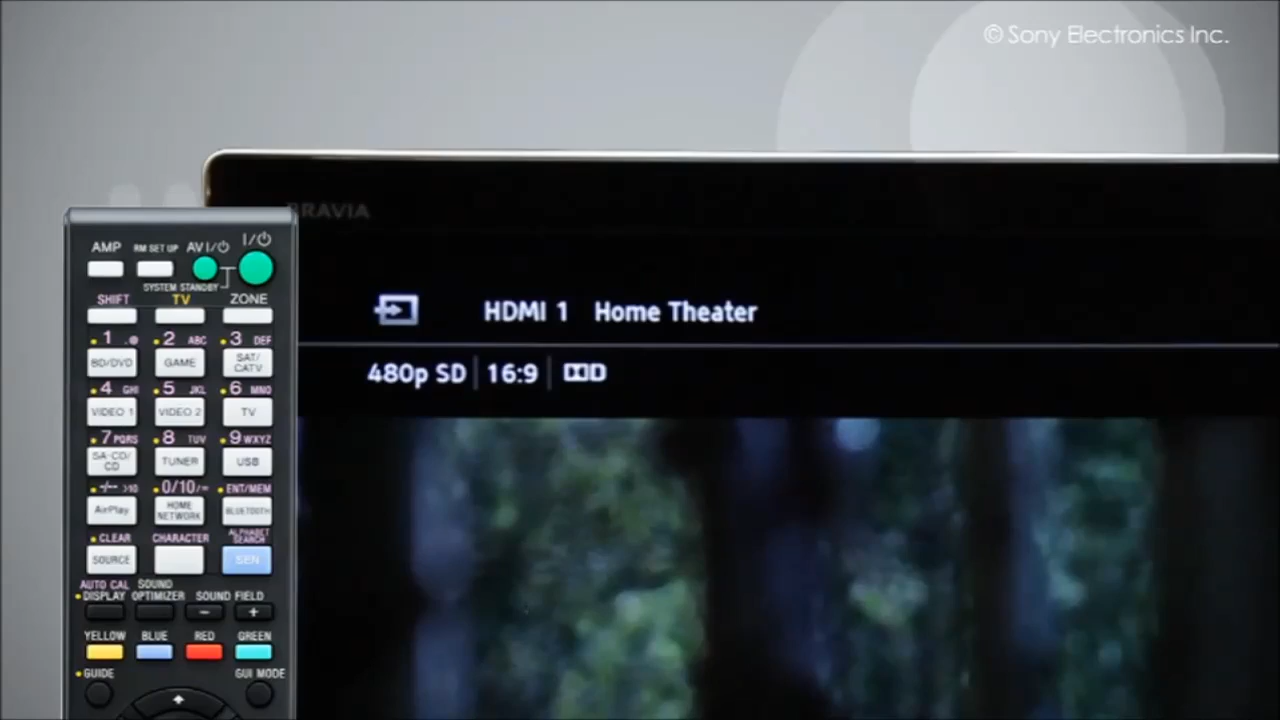 © Sony Electronics Inc.
BRAVIA
HDMI 1 Home Theater
480p SD 16:9
AMP RM SET UP AV I/⏻ I/⏻
SYSTEM STANDBY
SHIFT TV ZONE
1 .@ 2 ABC 3 DEF
BD/DVD GAME SAT/
CATV
4 GHI 5 JKL 6 MNO
VIDEO 1 VIDEO 2 TV
7 PQRS 8 TUV 9 WXYZ
SA-CD/
CD TUNER USB
-/-- >10 0/10/ ENT/MEM
AirPlay HOME
NETWORK BLUETOOTH
CLEAR CHARACTER ALPHABET
SEARCH
SOURCE SEN
AUTO CAL SOUND
DISPLAY OPTIMIZER SOUND FIELD
– +
YELLOW BLUE RED GREEN
GUIDE GUI MODE